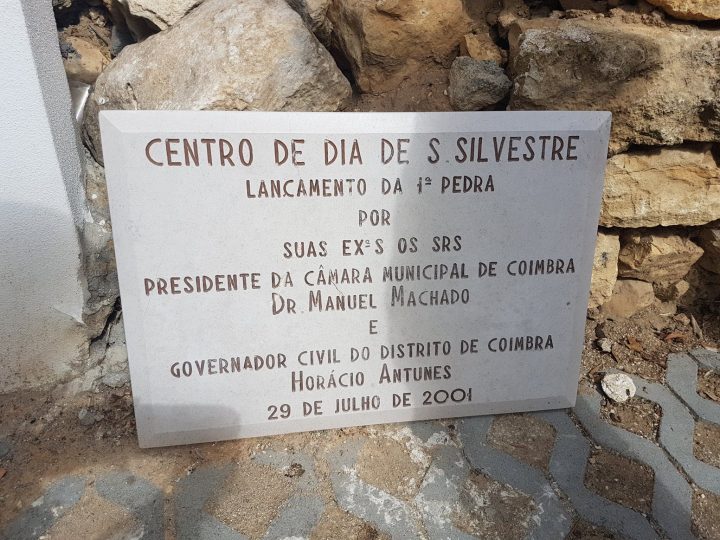 CENTRO DE DIA DE S. SILVESTRE
LANCAMENTO DA 1ª PEDRA
POR
SUAS EXªS OS SRS
PRESIDENTE DA CÂMARA MUNICIPAL DE COIMBRA
DR. MANUEL MACHADO
E
GOVERNADOR CIVIL DO DISTRITO DE COIMBRA
HORÁCIO ANTUNES
29 DE JULHO DE 2001